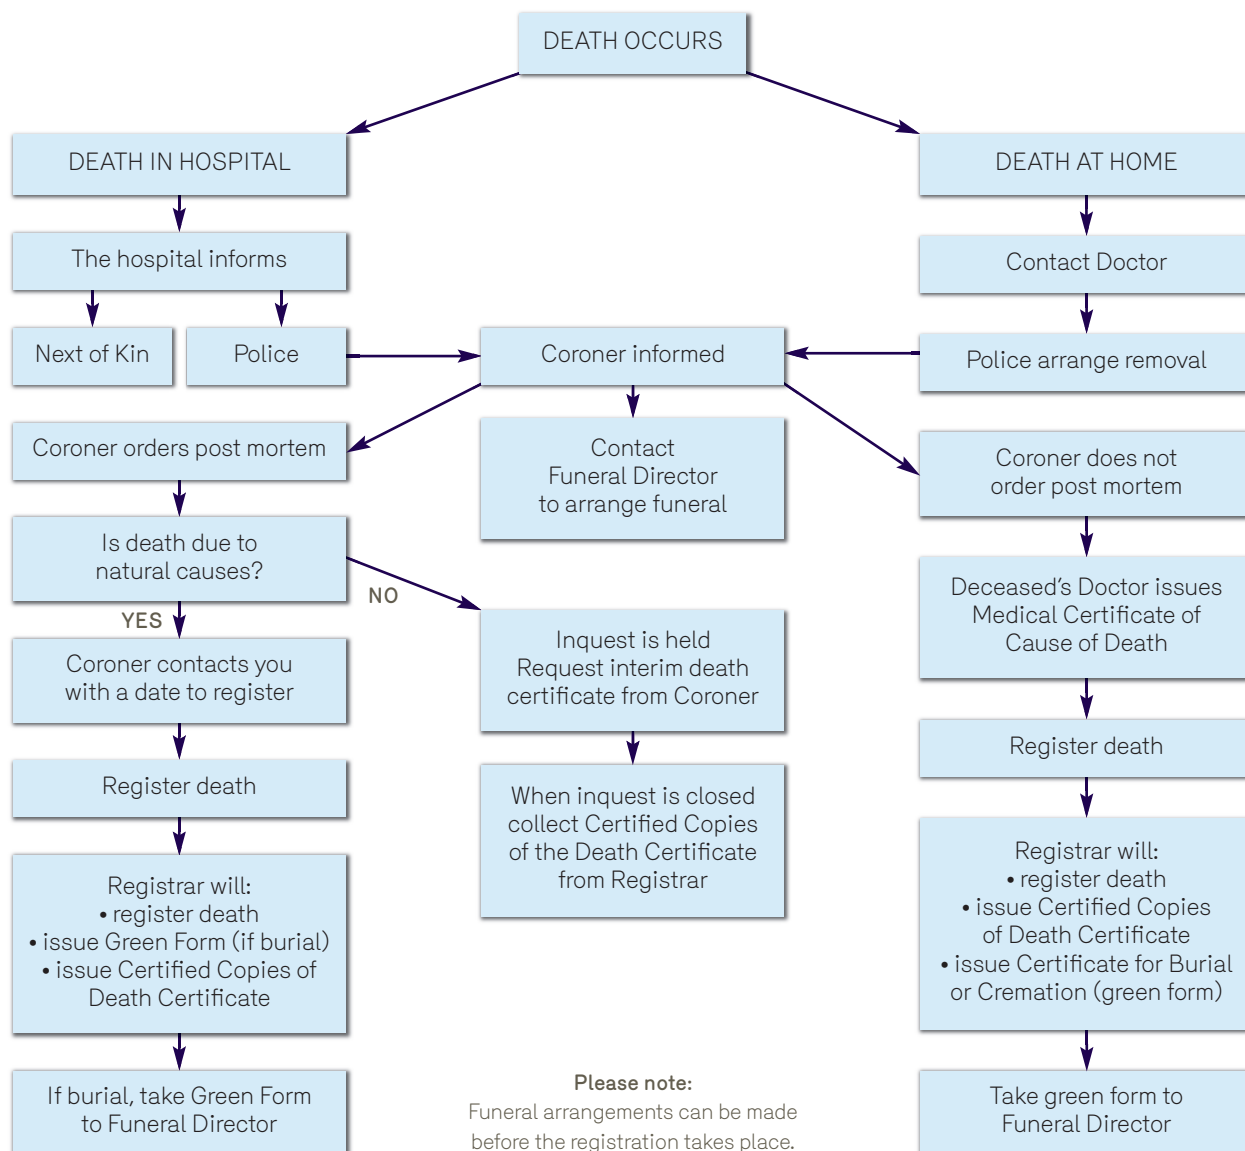 DEATH OCCURS
DEATH IN HOSPITAL
DEATH AT HOME
The hospital informs
Contact Doctor
Next of Kin
Police
Coroner informed
Police arrange removal
Coroner orders post mortem
Contact
Funeral Director
to arrange funeral
Coroner does not
order post mortem
Is death due to
natural causes?
NO
YES
Deceased’s Doctor issues
Medical Certificate of
Cause of Death
Inquest is held
Request interim death
certificate from Coroner
Coroner contacts you
with a date to register
Register death
Register death
When inquest is closed
collect Certified Copies
of the Death Certificate
from Registrar
Registrar will:
• register death
• issue Green Form (if burial)
• issue Certified Copies of
Death Certificate
Registrar will:
• register death
• issue Certified Copies
of Death Certificate
• issue Certificate for Burial
or Cremation (green form)
If burial, take Green Form
to Funeral Director
Please note:
Funeral arrangements can be made
before the registration takes place.
Take green form to
Funeral Director